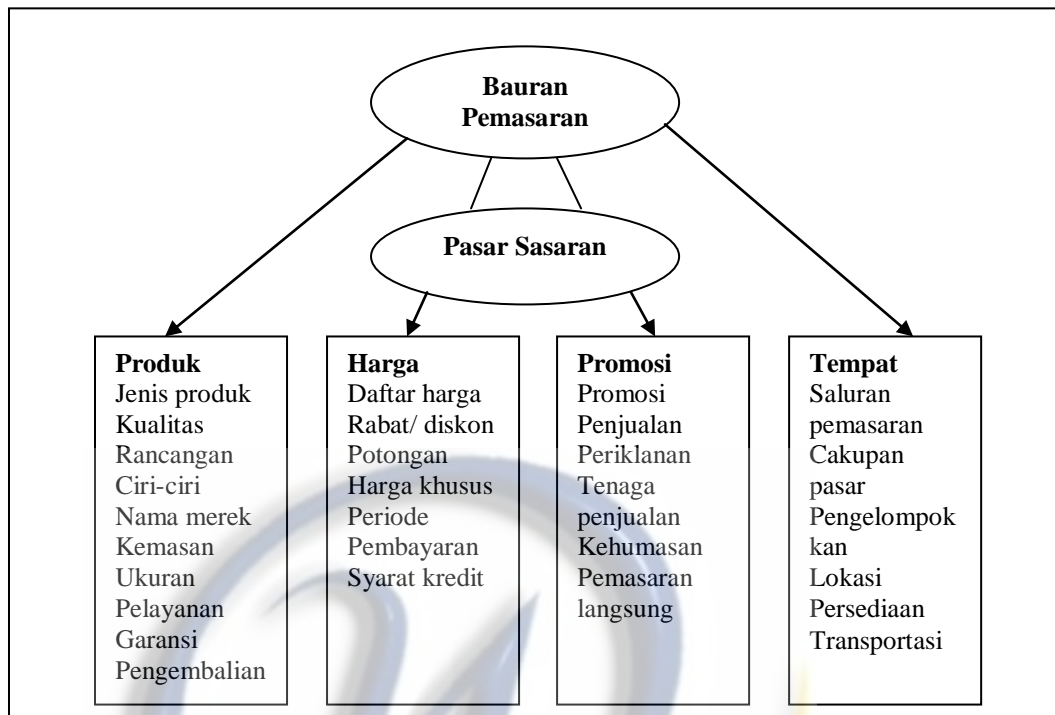 Bauran
Pemasaran
Pasar Sasaran
Produk
Jenis produk
Kualitas
Rancangan
Ciri-ciri
Nama merek
Kemasan
Ukuran
Pelayanan
Garansi
Pengembalian
Harga
Daftar harga
Rabat/ diskon
Potongan
Harga khusus
Periode
Pembayaran
Syarat kredit
Promosi
Promosi
Penjualan
Periklanan
Tenaga
penjualan
Kehumasan
Pemasaran
langsung
Tempat
Saluran
pemasaran
Cakupan
pasar
Pengelompok
kan
Lokasi
Persediaan
Transportasi